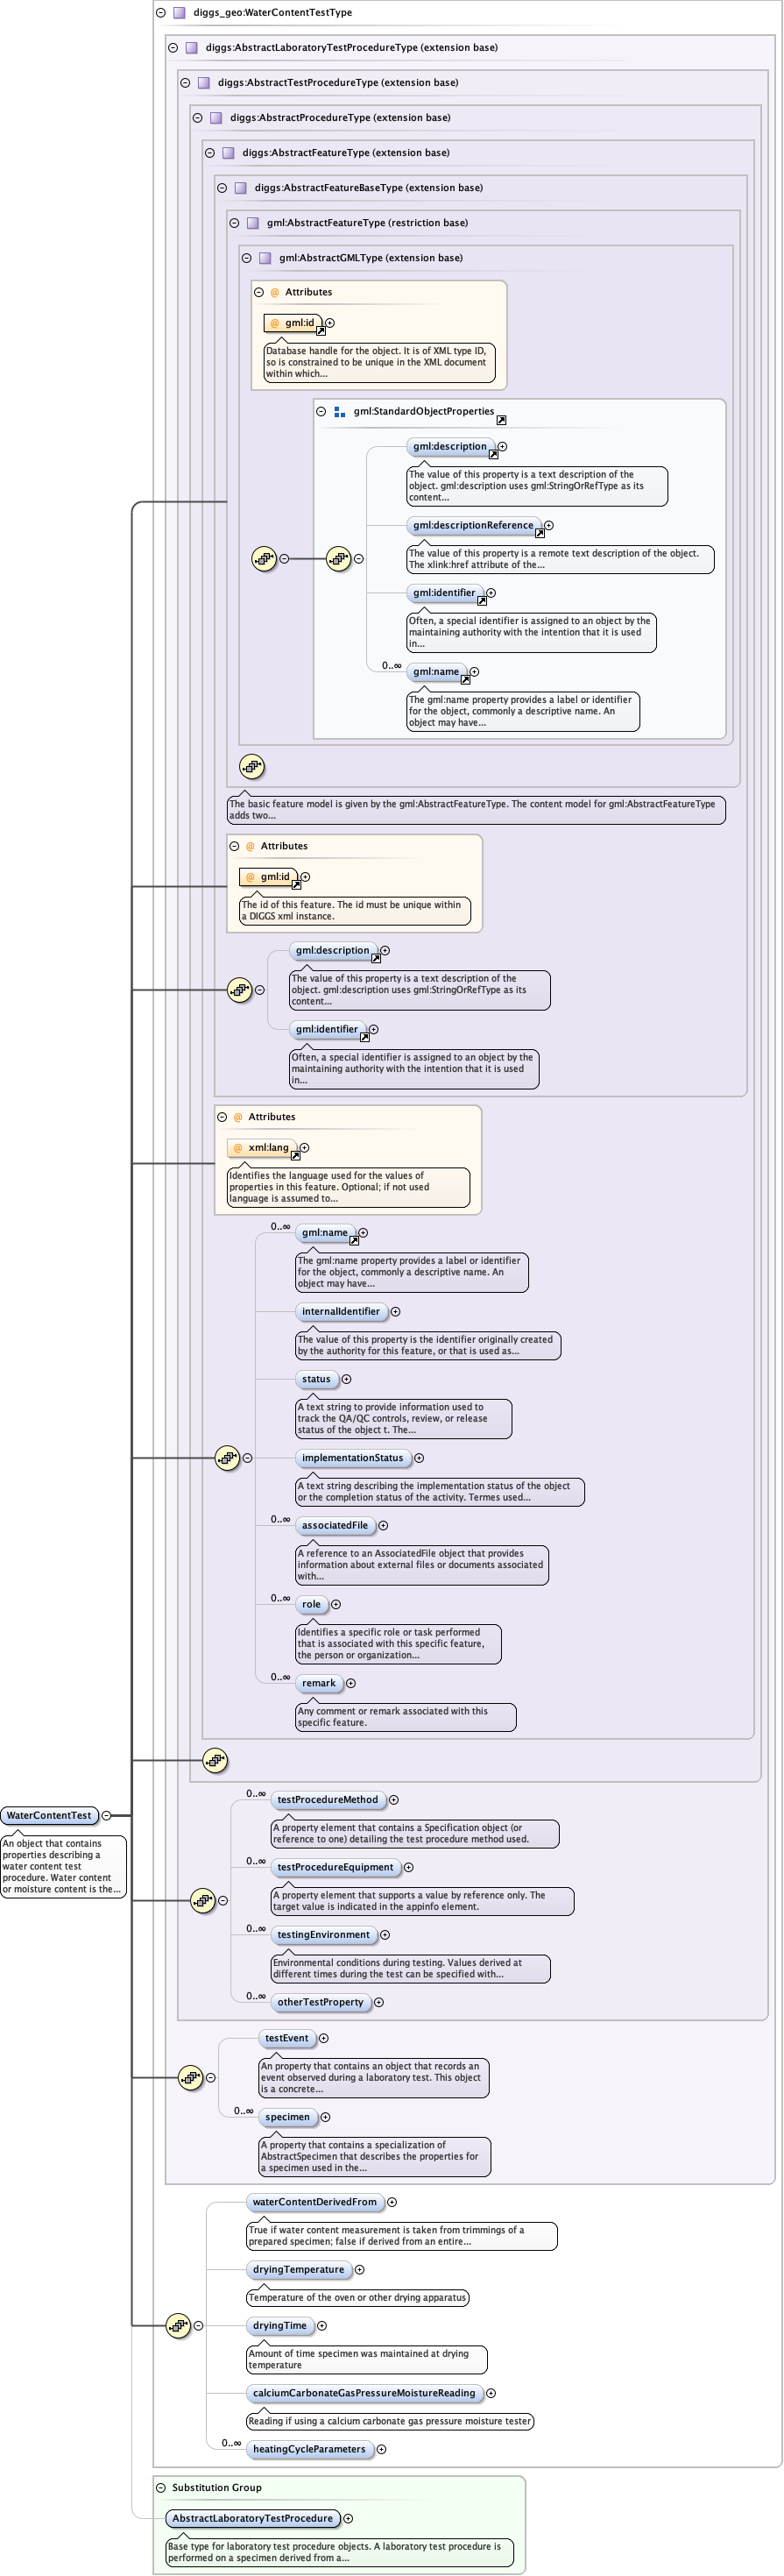 diggs_geo:WaterContentTestType
diggs:AbstractLaboratoryTestProcedureType (extension base)
diggs:AbstractTestProcedureType (extension base)
diggs:AbstractProcedureType (extension base)
diggs:AbstractFeatureType (extension base)
diggs:AbstractFeatureBaseType (extension base)
gml:AbstractFeatureType (restriction base)
gml:AbstractGMLType (extension base)
@ Attributes
@ gml:id
Database handle for the object. It is of XML type ID,
so is constrained to be unique in the XML document
within which...
gml:StandardObjectProperties
gml:description
The value of this property is a text description of the
object. gml:description uses gml:StringOrRefType as its
content...
gml:descriptionReference
The value of this property is a remote text description of the object.
The xlink:href attribute of the...
gml:identifier
Often, a special identifier is assigned to an object by the
maintaining authority with the intention that it is used
in...
0..∞
gml:name
The gml:name property provides a label or identifier
for the object, commonly a descriptive name. An
object may have...
The basic feature model is given by the gml:AbstractFeatureType. The content model for gml:AbstractFeatureType
adds two...
@ Attributes
@ gml:id
The id of this feature. The id must be unique within
a DIGGS xml instance.
gml:description
The value of this property is a text description of the
object. gml:description uses gml:StringOrRefType as its
content...
gml:identifier
Often, a special identifier is assigned to an object by the
maintaining authority with the intention that it is used
in...
@ Attributes
@ xml:lang
Identifies the language used for the values of
properties in this feature. Optional; if not used
language is assumed to...
0..∞
gml:name
The gml:name property provides a label or identifier
for the object, commonly a descriptive name. An
object may have...
internalIdentifier
The value of this property is the identifier originally created
by the authority for this feature, or that is used as...
status
A text string to provide information used to
track the QA/QC controls, review, or release
status of the object t. The...
implementationStatus
A text string describing the implementation status of the object
or the completion status of the activity. Termes used...
0..∞
associatedFile
A reference to an AssociatedFile object that provides
information about external files or documents associated
with...
0..∞
role
Identifies a specific role or task performed
that is associated with this specific feature,
the person or organization...
0..∞
remark
Any comment or remark associated with this
specific feature.
WaterContentTest
An object that contains
properties describing a
water content test
procedure. Water content
or moisture content is the...
0..∞
testProcedureMethod
A property element that contains a Specification object (or
reference to one) detailing the test procedure method used.
0..∞
testProcedureEquipment
A property element that supports a value by reference only. The
target value is indicated in the appinfo element.
0..∞
testingEnvironment
Environmental conditions during testing. Values derived at
different times during the test can be specified with...
0..∞
otherTestProperty
testEvent
An property that contains an object that records an
event observed during a laboratory test. This object
is a concrete...
0..∞
specimen
A property that contains a specialization of
AbstractSpecimen that describes the properties for
a specimen used in the...
waterContentDerivedFrom
True if water content measurement is taken from trimmings of a
prepared specimen; false if derived from an entire...
dryingTemperature
Temperature of the oven or other drying apparatus
dryingTime
Amount of time specimen was maintained at drying
temperature
calciumCarbonateGasPressureMoistureReading
Reading if using a calcium carbonate gas pressure moisture tester
0..∞
heatingCycleParameters
Substitution Group
AbstractLaboratoryTestProcedure
Base type for laboratory test procedure objects. A laboratory test procedure is
performed on a specimen derived from a...